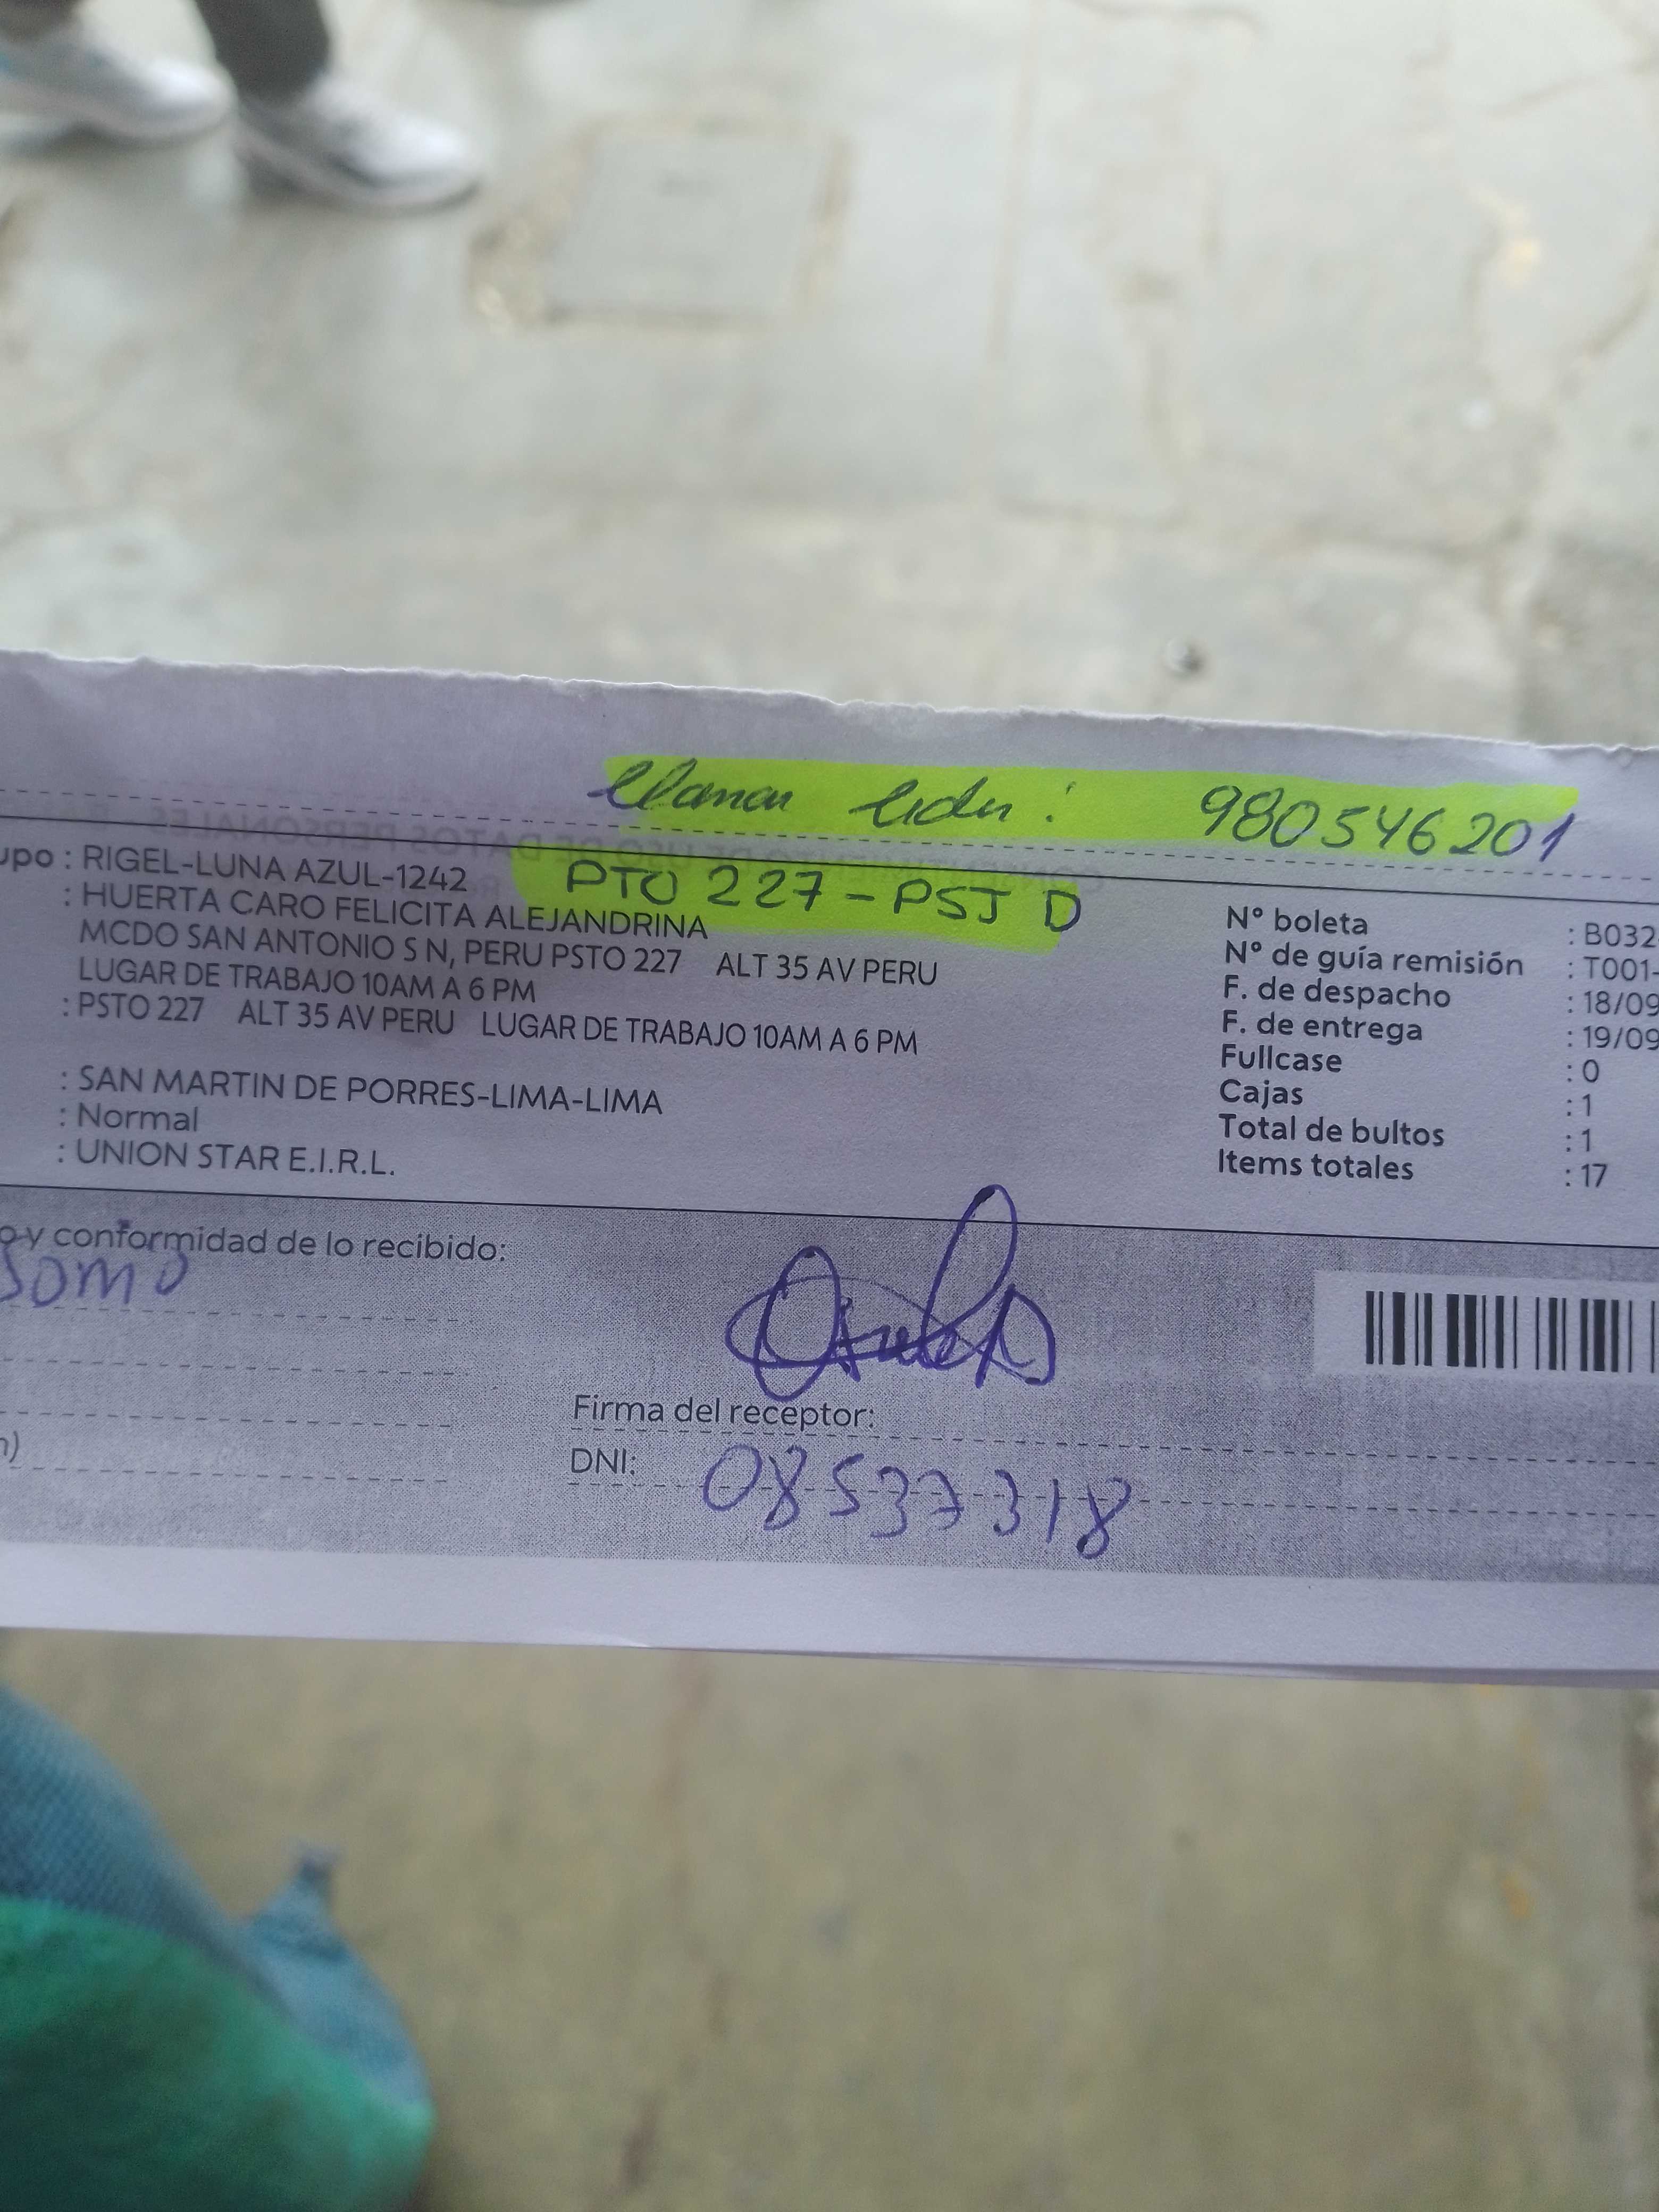 llamar lider: 980546201
upo : RIGEL-LUNA AZUL-1242
PTO 227 - PSJ D
: HUERTA CARO FELICITA ALEJANDRINA
MCDO SAN ANTONIO S N, PERU PSTO 227 ALT 35 AV PERU
LUGAR DE TRABAJO 10AM A 6 PM
: PSTO 227 ALT 35 AV PERU LUGAR DE TRABAJO 10AM A 6 PM
: SAN MARTIN DE PORRES-LIMA-LIMA
: Normal
: UNION STAR E.I.R.L.
N° boleta : B032
N° de guía remisión : T001-
F. de despacho : 18/09
F. de entrega : 19/09
Fullcase : 0
Cajas : 1
Total de bultos : 1
Items totales : 17
o y conformidad de lo recibido:
Firma del receptor:
DNI: 08537318